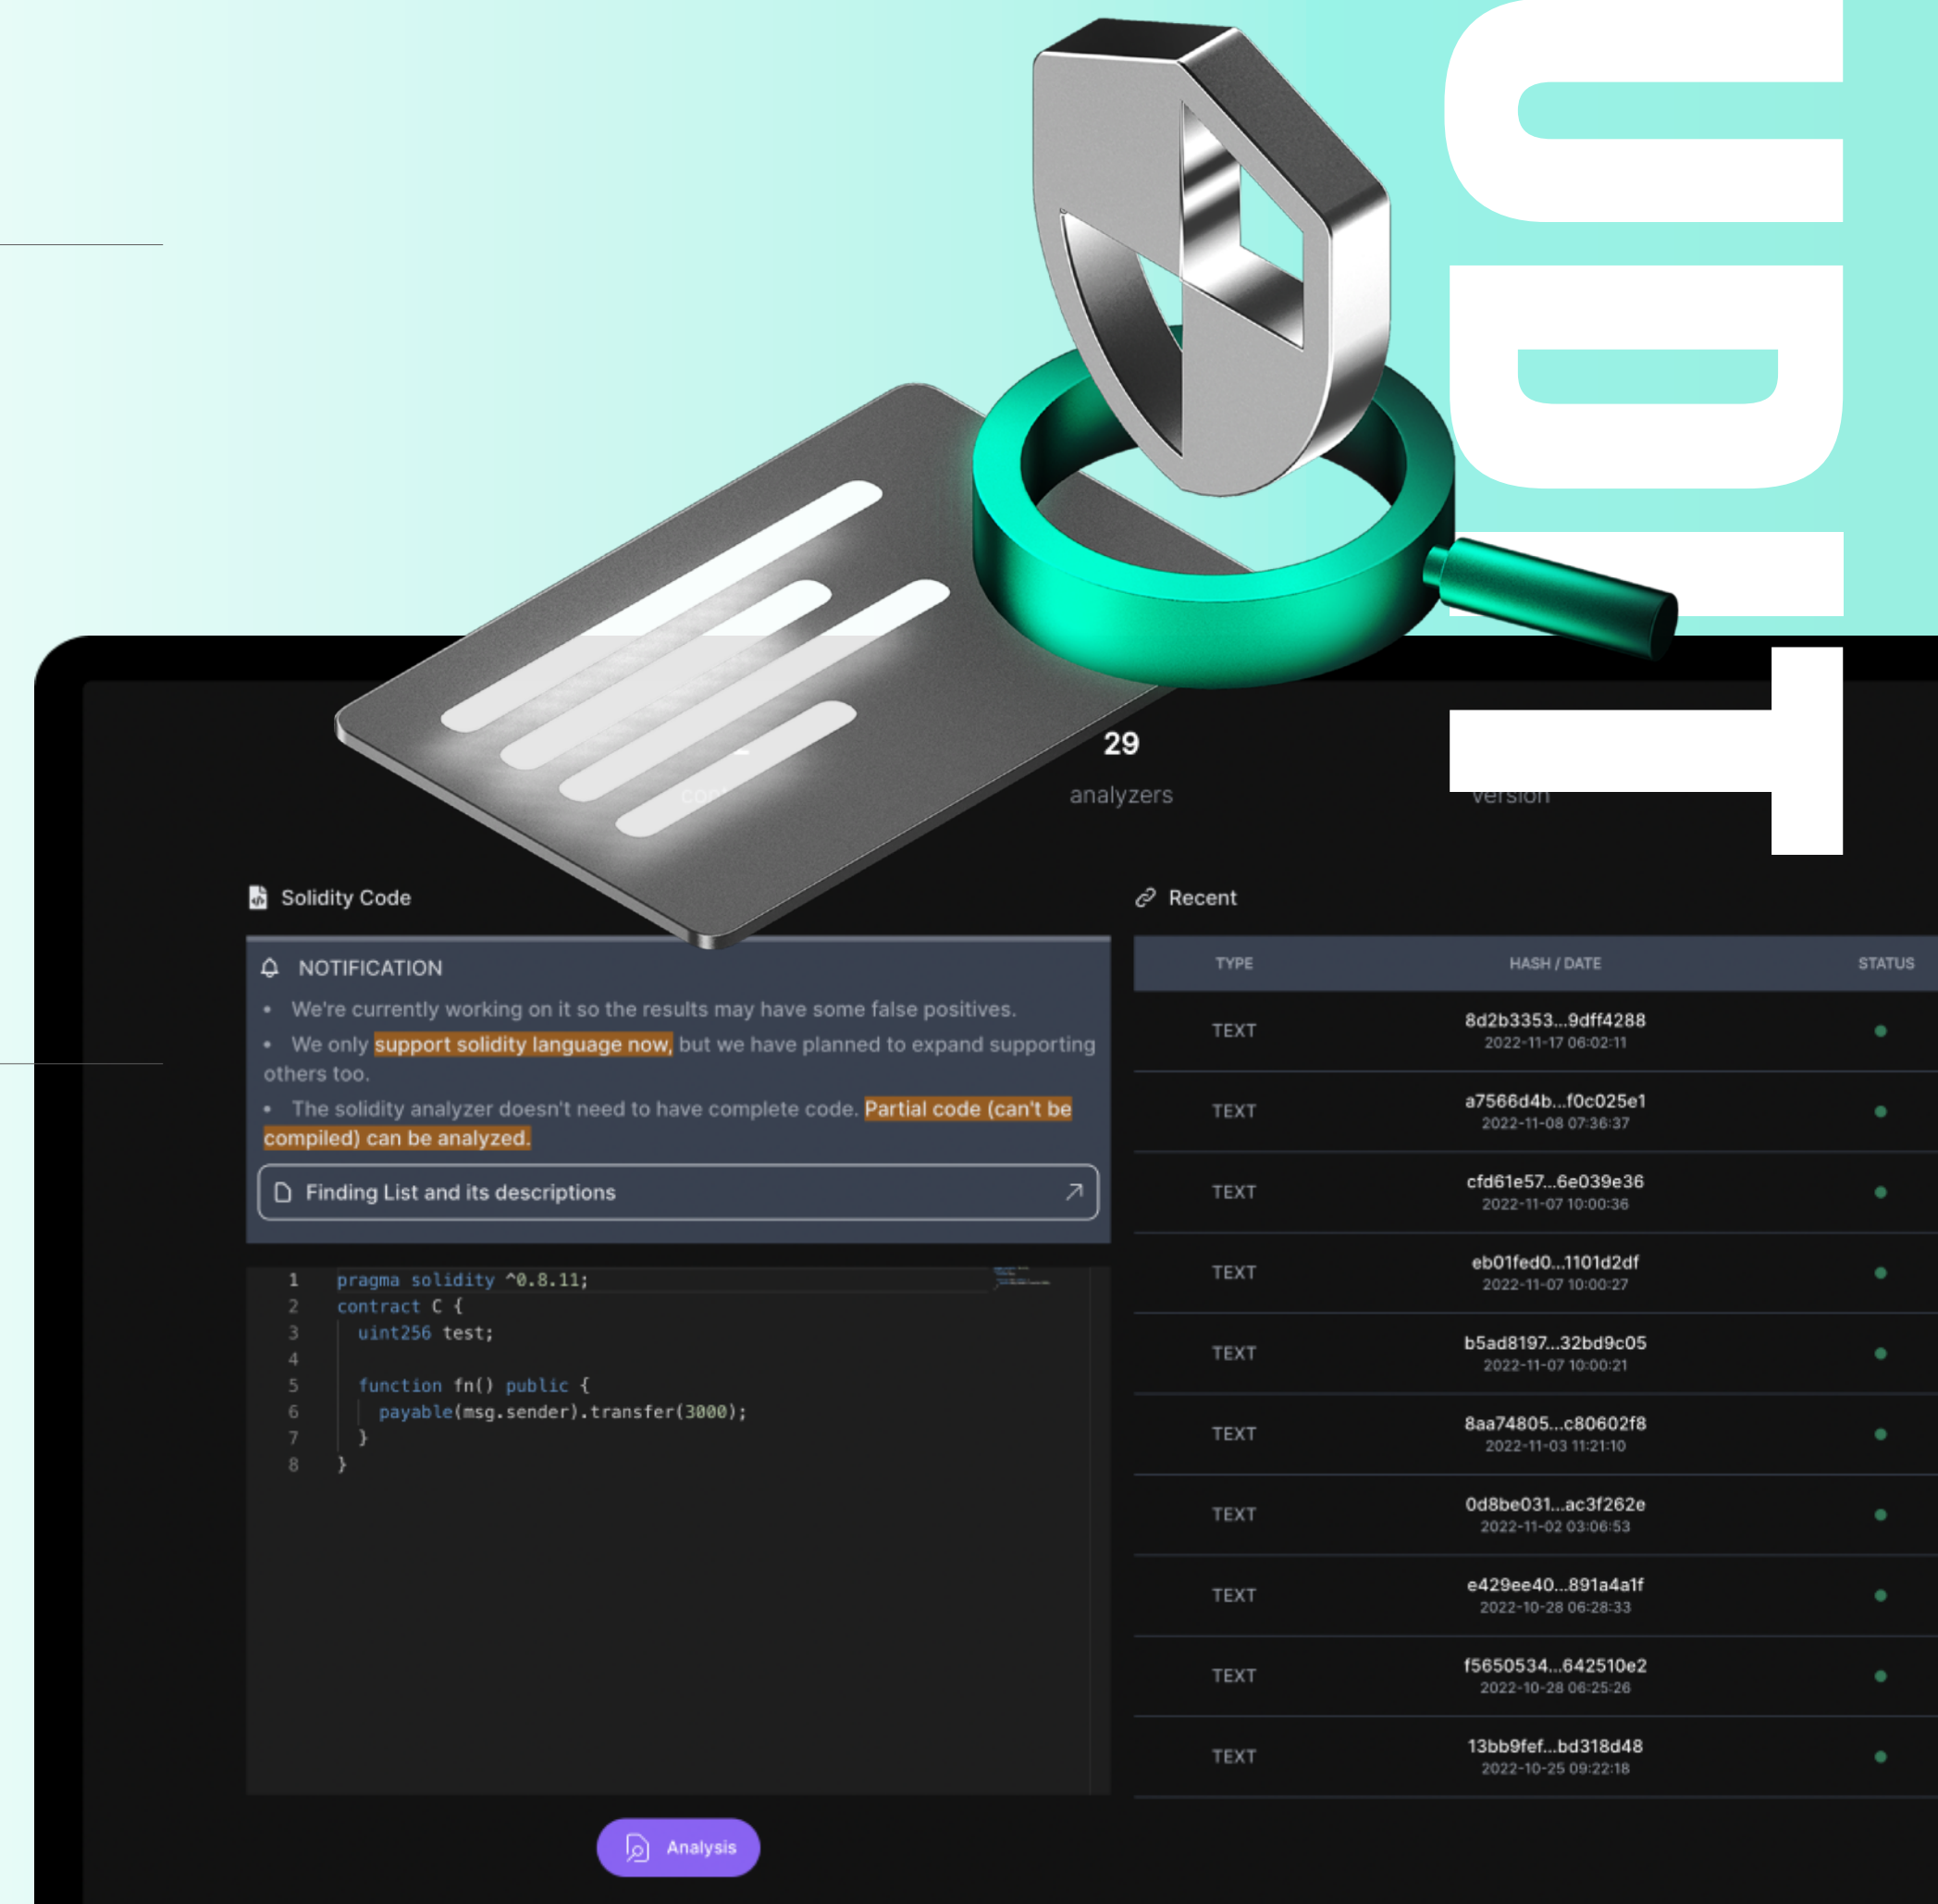 UDIT
29
analyzers
version
Solidity Code
NOTIFICATION
• We're currently working on it so the results may have some false positives.
• We only support solidity language now, but we have planned to expand supporting
others too.
• The solidity analyzer doesn't need to have complete code. Partial code (can't be
compiled) can be analyzed.
Finding List and its descriptions
1 pragma solidity ^0.8.11;
2 contract C {
3 uint256 test;
4
5 function fn() public {
6 payable(msg.sender).transfer(3000);
7 }
8 }
Analysis
Recent
TYPE HASH / DATE STATUS
TEXT 8d2b3353...9dff4288
2022-11-17 06:02:11
TEXT a7566d4b...f0c025e1
2022-11-08 07:36:37
TEXT cfd61e57...6e039e36
2022-11-07 10:00:36
TEXT eb01fed0...1101d2df
2022-11-07 10:00:27
TEXT b5ad8197...32bd9c05
2022-11-07 10:00:21
TEXT 8aa74805...c80602f8
2022-11-03 11:21:10
TEXT 0d8be031...ac3f262e
2022-11-02 03:06:53
TEXT e429ee40...891a4a1f
2022-10-28 06:28:33
TEXT f5650534...642510e2
2022-10-28 06:25:26
TEXT 13bb9fef...bd318d48
2022-10-25 09:22:18